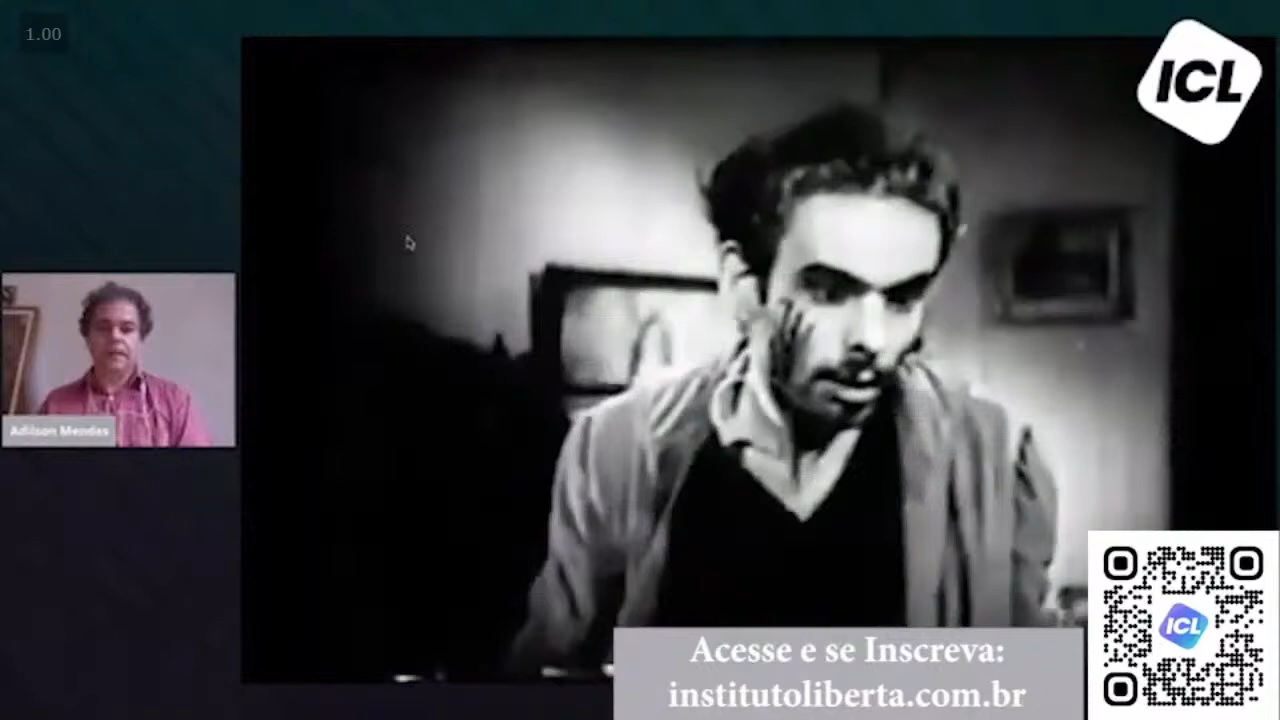 1.00
ICL
Adilson Mendes
Acesse e se Inscreva:
institutoliberta.com.br
ICL